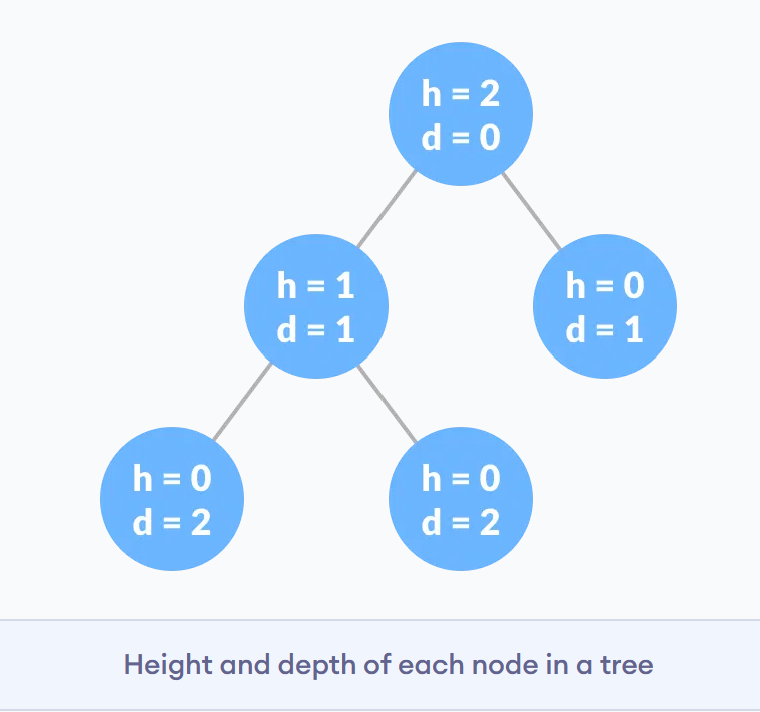 h = 2
d = 0
h = 1
d = 1
h = 0
d = 1
h = 0
d = 2
h = 0
d = 2
Height and depth of each node in a tree